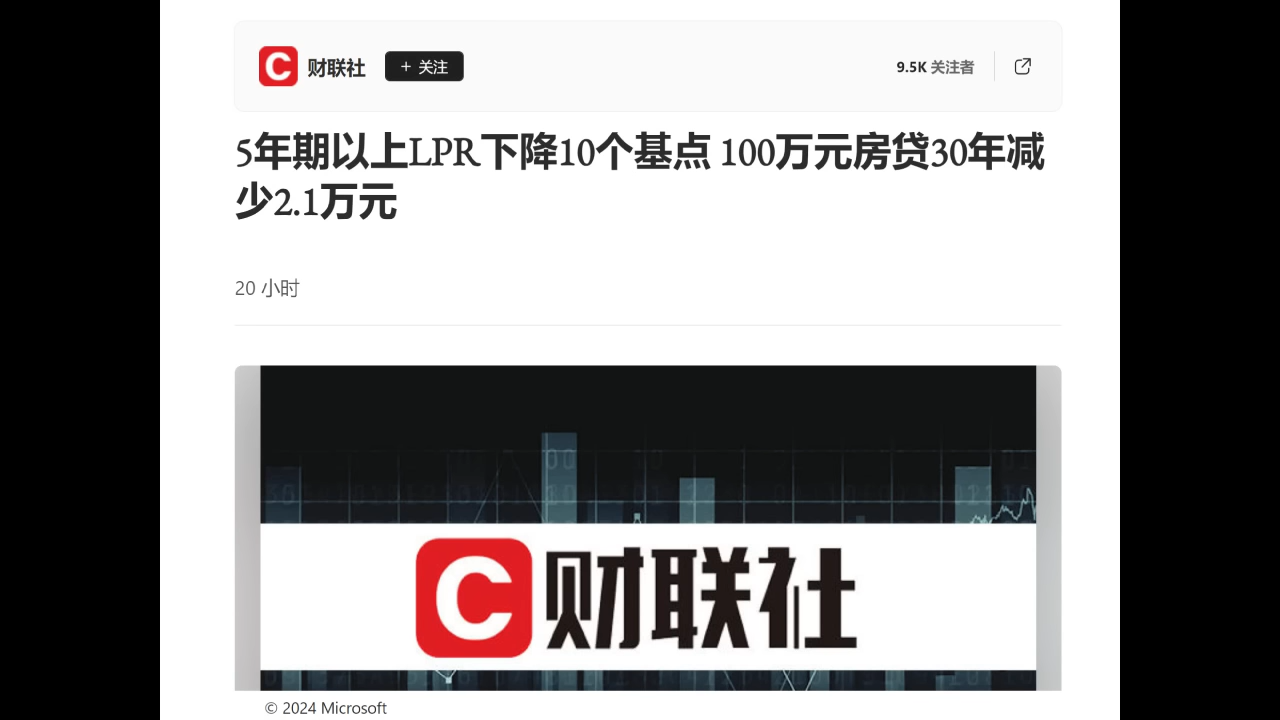 财联社
+ 关注
9.5K 关注者
5年期以上LPR下降10个基点 100万元房贷30年减
少2.1万元
20 小时
C 财联社
© 2024 Microsoft